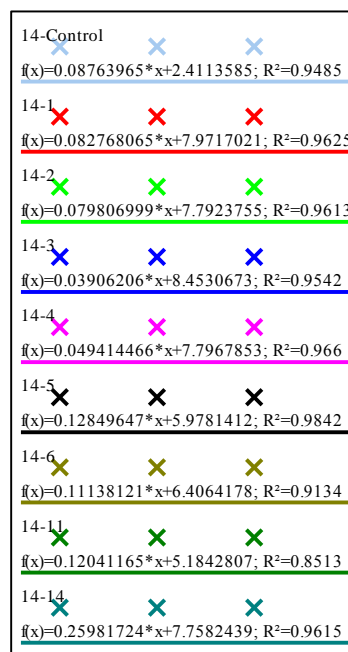 14-Control
f(x)=0.08763965*x+2.4113585; R²=0.9485
14-1
f(x)=0.082768065*x+7.9717021; R²=0.9625
14-2
f(x)=0.079806999*x+7.7923755; R²=0.9613
14-3
f(x)=0.03906206*x+8.4530673; R²=0.9542
14-4
f(x)=0.049414466*x+7.7967853; R²=0.966
14-5
f(x)=0.12849647*x+5.9781412; R²=0.9842
14-6
f(x)=0.11138121*x+6.4064178; R²=0.9134
14-11
f(x)=0.12041165*x+5.1842807; R²=0.8513
14-14
f(x)=0.25981724*x+7.7582439; R²=0.9615